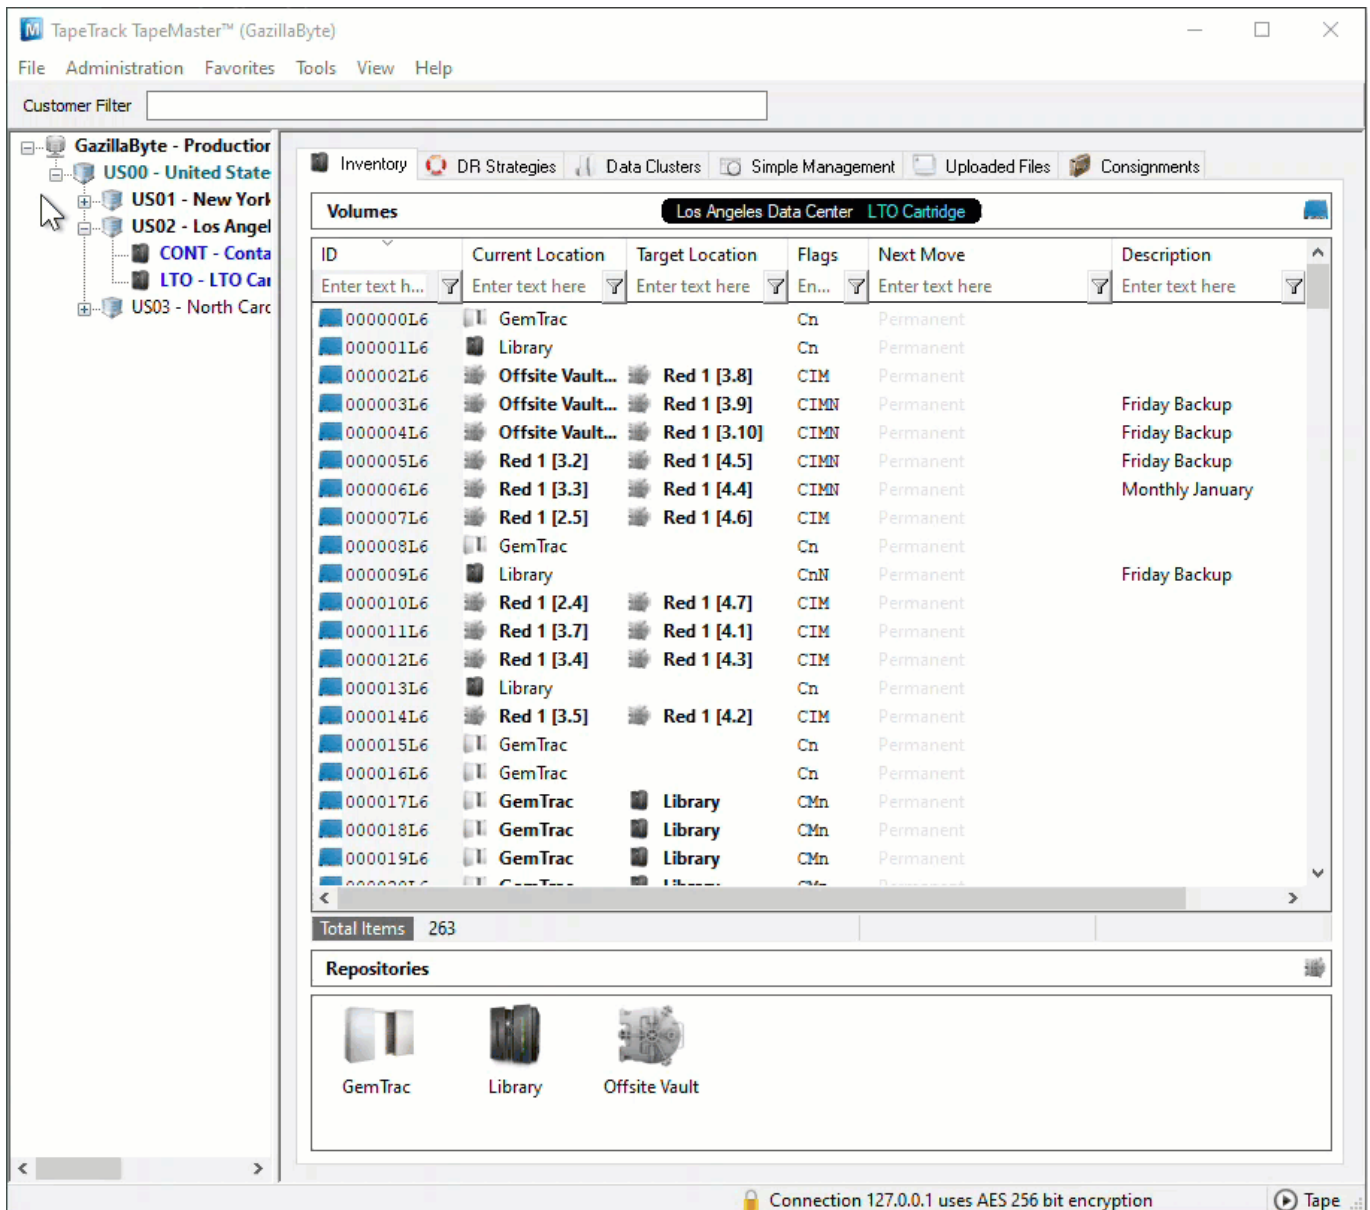 TapeTrack TapeMaster™ (GazillaByte)
File Administration Favorites Tools View Help
Customer Filter
GazillaByte - Production
US00 - United State
US01 - New York
US02 - Los Angel
CONT - Conta
LTO - LTO Car
US03 - North Carc
Inventory DR Strategies Data Clusters Simple Management Uploaded Files Consignments
Volumes Los Angeles Data Center LTO Cartridge
ID Current Location Target Location Flags Next Move Description
Enter text h... Enter text here Enter text here En... Enter text here Enter text here
000000L6 GemTrac Cn Permanent
000001L6 Library Cn Permanent
000002L6 Offsite Vault... Red 1 [3.8] CIM Permanent
000003L6 Offsite Vault... Red 1 [3.9] CIMN Permanent Friday Backup
000004L6 Offsite Vault... Red 1 [3.10] CIMN Permanent Friday Backup
000005L6 Red 1 [3.2] Red 1 [4.5] CIMN Permanent Friday Backup
000006L6 Red 1 [3.3] Red 1 [4.4] CIMN Permanent Monthly January
000007L6 Red 1 [2.5] Red 1 [4.6] CIM Permanent
000008L6 GemTrac Cn Permanent
000009L6 Library CnN Permanent Friday Backup
000010L6 Red 1 [2.4] Red 1 [4.7] CIM Permanent
000011L6 Red 1 [3.7] Red 1 [4.1] CIM Permanent
000012L6 Red 1 [3.4] Red 1 [4.3] CIM Permanent
000013L6 Library Cn Permanent
000014L6 Red 1 [3.5] Red 1 [4.2] CIM Permanent
000015L6 GemTrac Cn Permanent
000016L6 GemTrac Cn Permanent
000017L6 GemTrac Library CMn Permanent
000018L6 GemTrac Library CMn Permanent
000019L6 GemTrac Library CMn Permanent
Total Items 263
Repositories
GemTrac Library Offsite Vault
Connection 127.0.0.1 uses AES 256 bit encryption Tape